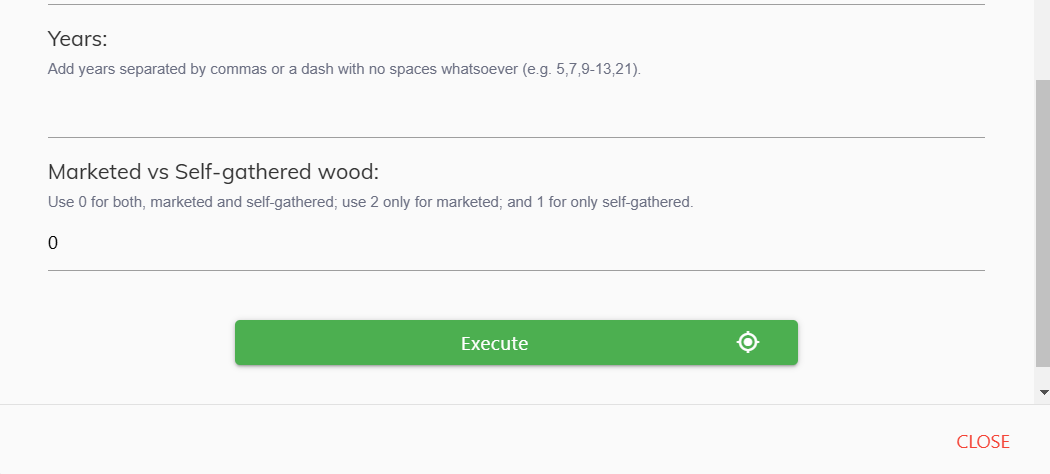 Years:
Add years separated by commas or a dash with no spaces whatsoever (e.g. 5,7,9-13,21).
Marketed vs Self-gathered wood:
Use 0 for both, marketed and self-gathered; use 2 only for marketed; and 1 for only self-gathered.
0
Execute
CLOSE